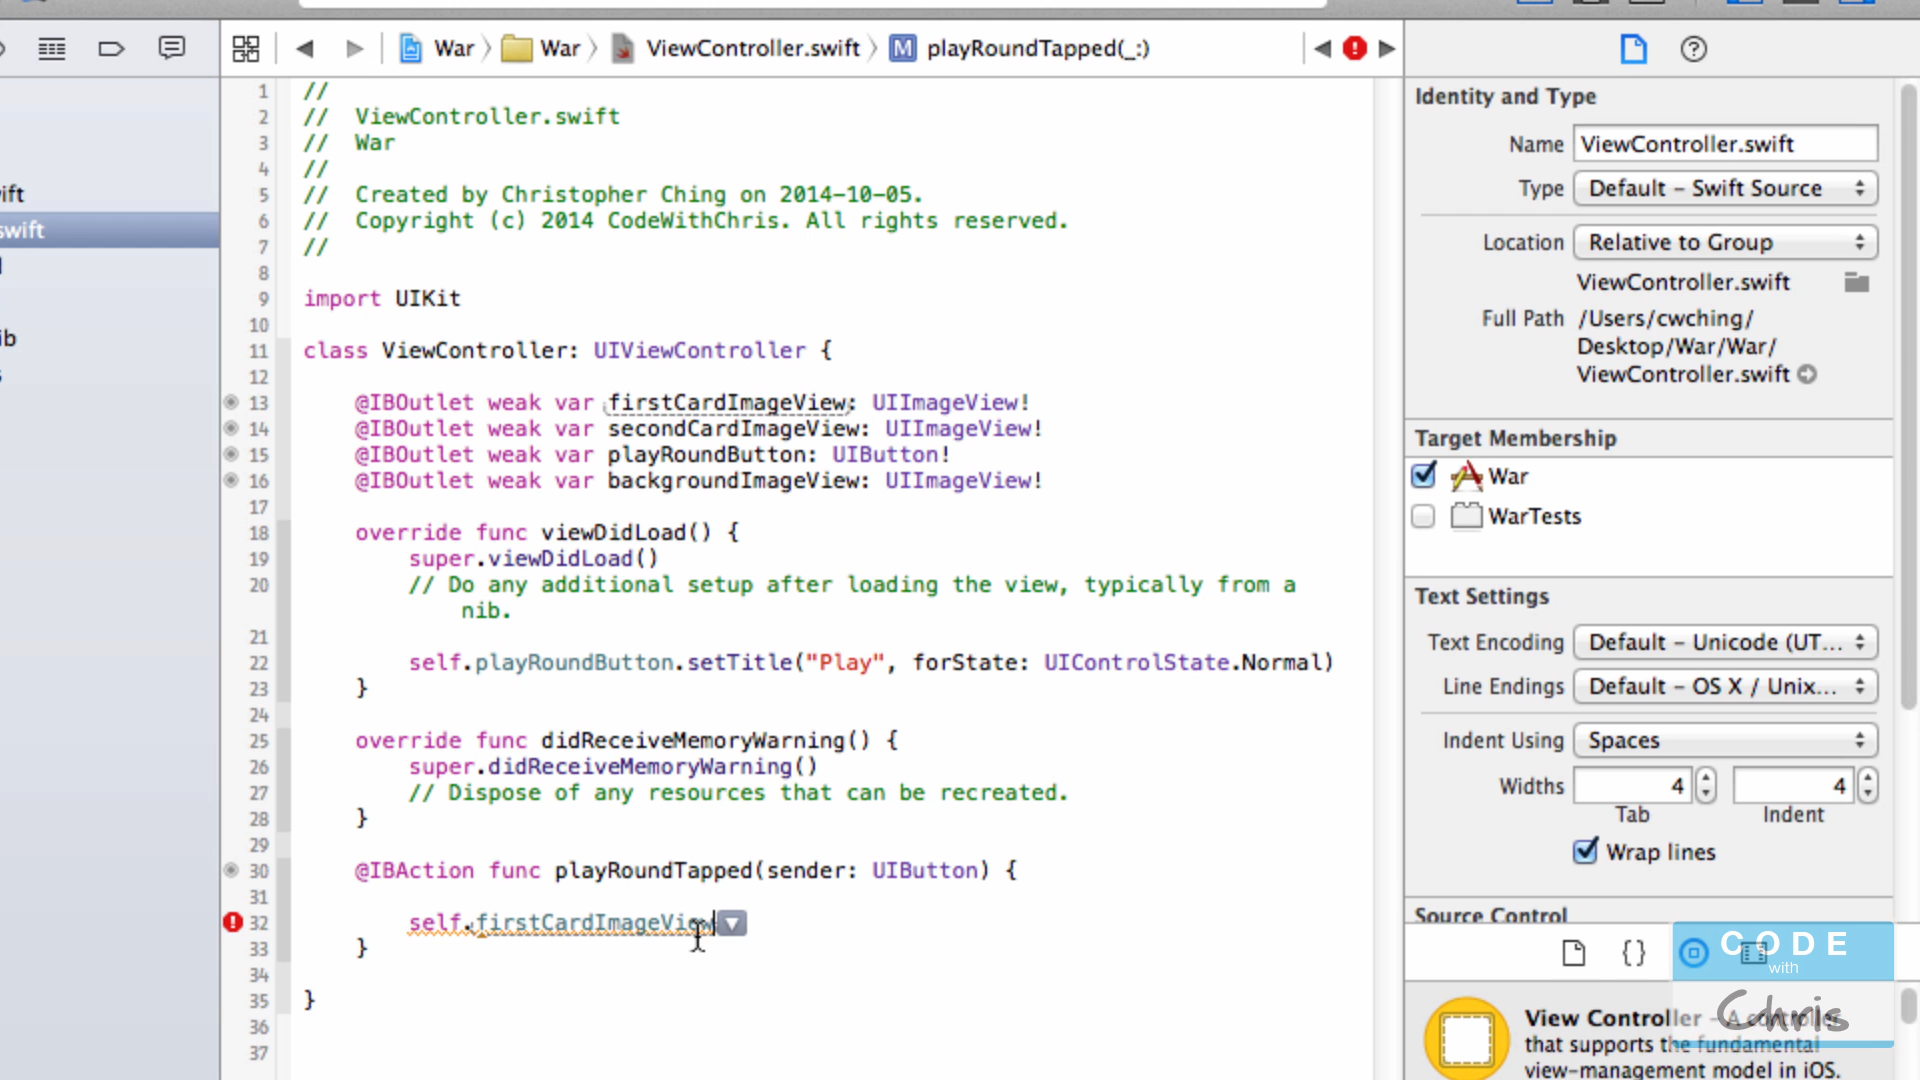 War 〉 War 〉 ViewController.swift 〉 M playRoundTapped(_:)
ift
swift
ib
1 //
2 //  ViewController.swift
3 //  War
4 //
5 //  Created by Christopher Ching on 2014-10-05.
6 //  Copyright (c) 2014 CodeWithChris. All rights reserved.
7 //
8
9 import UIKit
10
11 class ViewController: UIViewController {
12
13     @IBOutlet weak var firstCardImageView: UIImageView!
14     @IBOutlet weak var secondCardImageView: UIImageView!
15     @IBOutlet weak var playRoundButton: UIButton!
16     @IBOutlet weak var backgroundImageView: UIImageView!
17
18     override func viewDidLoad() {
19         super.viewDidLoad()
20         // Do any additional setup after loading the view, typically from a
nib.
21
22         self.playRoundButton.setTitle("Play", forState: UIControlState.Normal)
23     }
24
25     override func didReceiveMemoryWarning() {
26         super.didReceiveMemoryWarning()
27         // Dispose of any resources that can be recreated.
28     }
29
30     @IBAction func playRoundTapped(sender: UIButton) {
31
32         self.firstCardImageView
33     }
34
35 }
36
37
Identity and Type
Name ViewController.swift
Type Default - Swift Source
Location Relative to Group
ViewController.swift
Full Path /Users/cwching/
Desktop/War/War/
ViewController.swift
Target Membership
War
WarTests
Text Settings
Text Encoding Default - Unicode (UT...
Line Endings Default - OS X / Unix...
Indent Using Spaces
Widths 4 4
Tab Indent
Wrap lines
Source Control
{}
CODE
with
Chris
View Controller - A controller
that supports the fundamental
view-management model in iOS.